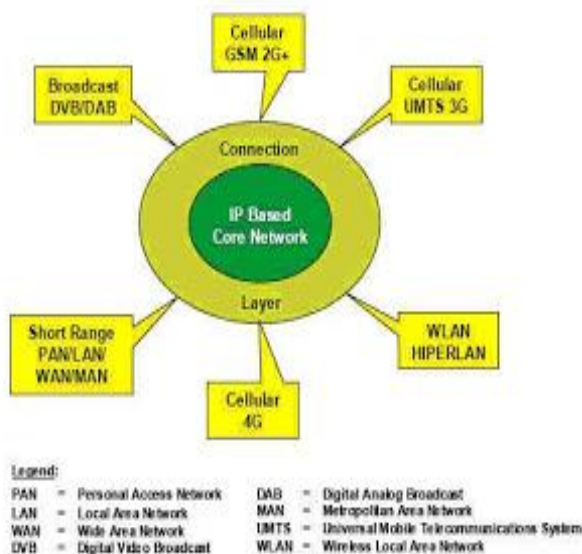 Cellular
GSM 2G+
Broadcast
DVB/DAB
Cellular
UMTS 3G
Connection
IP Based
Core Network
Layer
Short Range
PAN/LAN/
WAN/MAN
WLAN
HIPERLAN
Cellular
4G
Legend:
PAN = Personal Access Network
LAN = Local Area Network
WAN = Wide Area Network
DVB = Digital Video Broadcast
DAB = Digital Analog Broadcast
MAN = Metropolitan Area Network
UMTS = Universal Mobile Telecommunications System
WLAN = Wireless Local Area Network